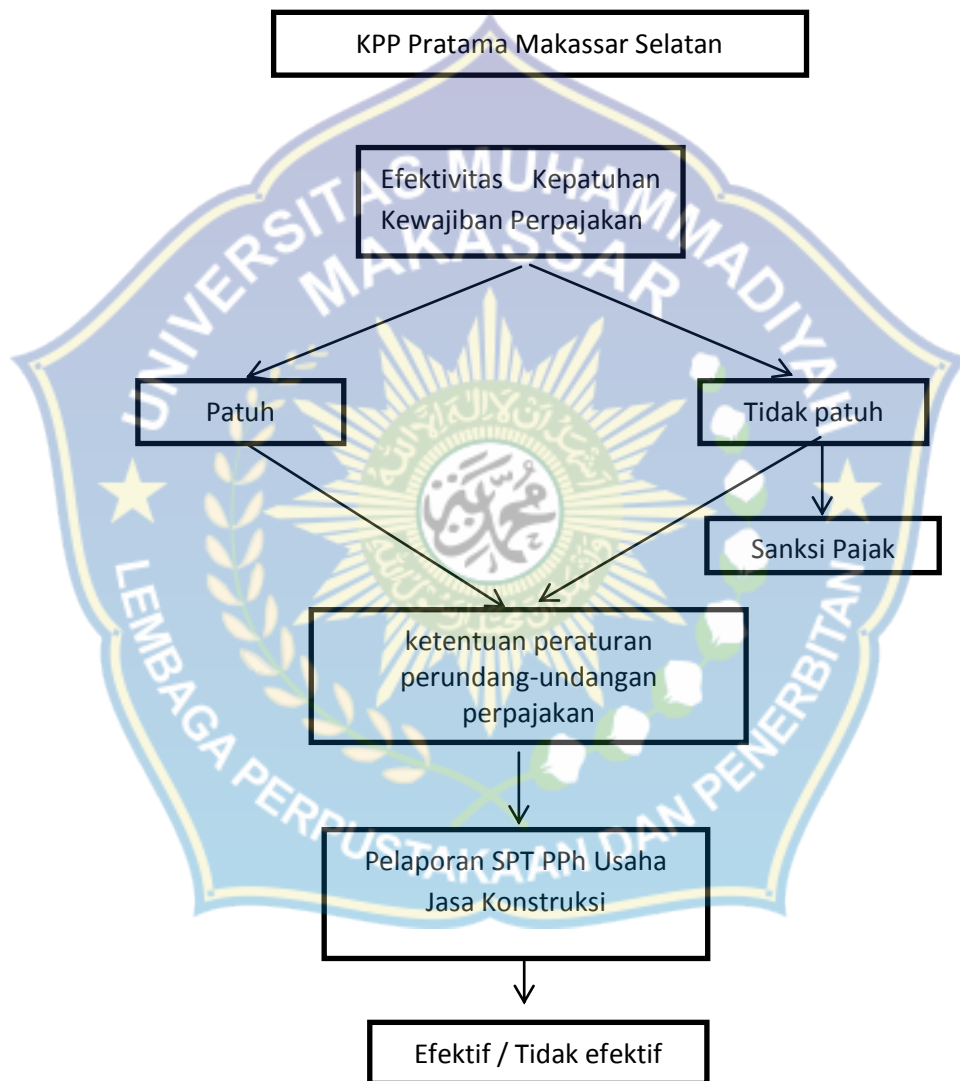 KPP Pratama Makassar Selatan
Efektivitas Kepatuhan
Kewajiban Perpajakan
UNIVERSITAS MUHAMMADIYAH
MAKASSAR
Patuh
Tidak patuh
Sanksi Pajak
ketentuan peraturan
perundang-undangan
perpajakan
Pelaporan SPT PPh Usaha
Jasa Konstruksi
LEMBAGA PERPUSTAKAAN DAN PENERBITAN
Efektif / Tidak efektif